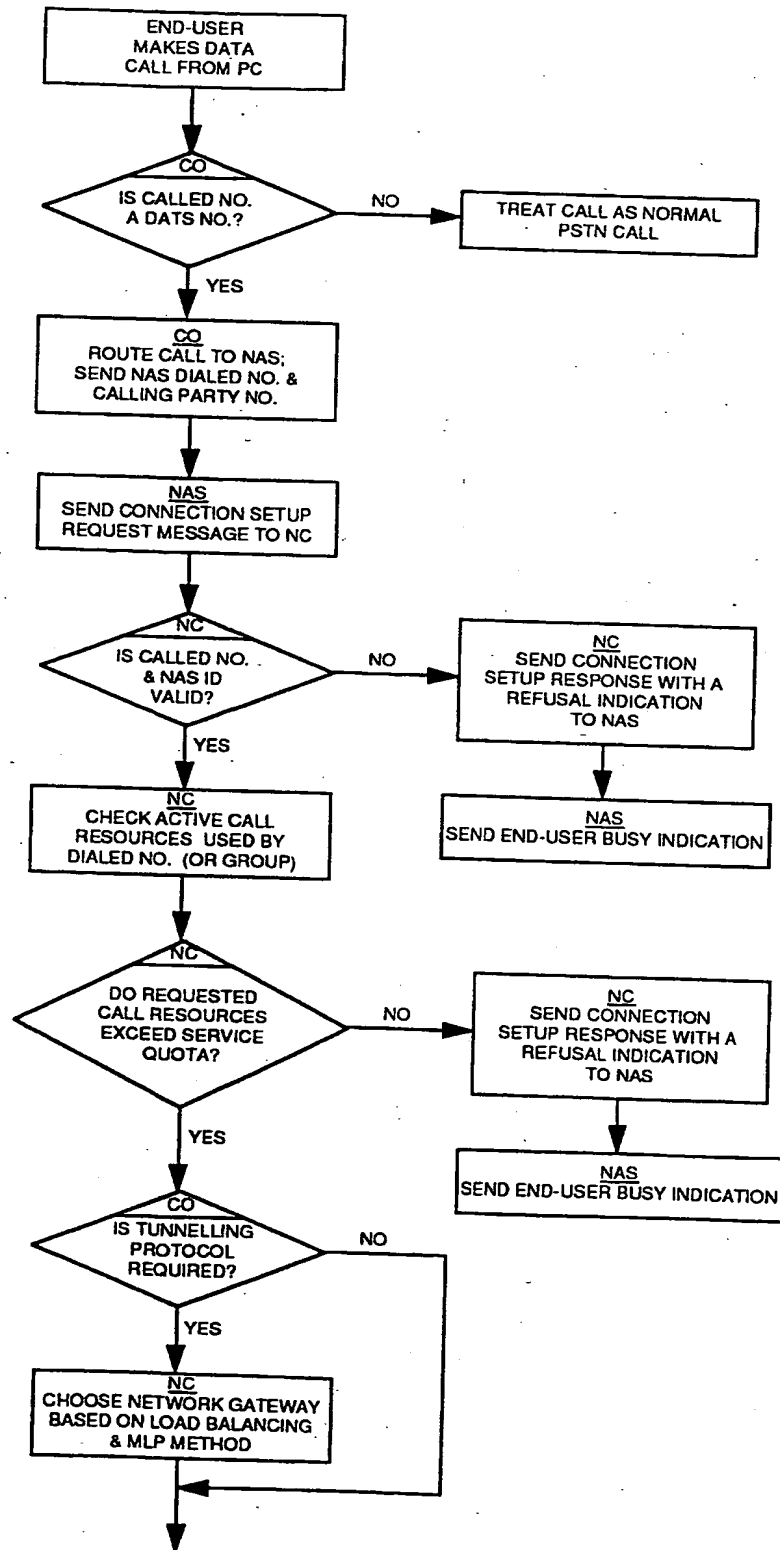 END-USER
MAKES DATA
CALL FROM PC
CO
IS CALLED NO.
A DATS NO.?
NO
TREAT CALL AS NORMAL
PSTN CALL
YES
CO
ROUTE CALL TO NAS;
SEND NAS DIALED NO. &
CALLING PARTY NO.
NAS
SEND CONNECTION SETUP
REQUEST MESSAGE TO NC
NC
IS CALLED NO.
& NAS ID
VALID?
NO
NC
SEND CONNECTION
SETUP RESPONSE WITH A
REFUSAL INDICATION
TO NAS
NAS
SEND END-USER BUSY INDICATION
YES
NC
CHECK ACTIVE CALL
RESOURCES USED BY
DIALED NO. (OR GROUP)
NC
DO REQUESTED
CALL RESOURCES
EXCEED SERVICE
QUOTA?
NO
NC
SEND CONNECTION
SETUP RESPONSE WITH A
REFUSAL INDICATION
TO NAS
NAS
SEND END-USER BUSY INDICATION
YES
CO
IS TUNNELLING
PROTOCOL
REQUIRED?
NO
YES
NC
CHOOSE NETWORK GATEWAY
BASED ON LOAD BALANCING
& MLP METHOD